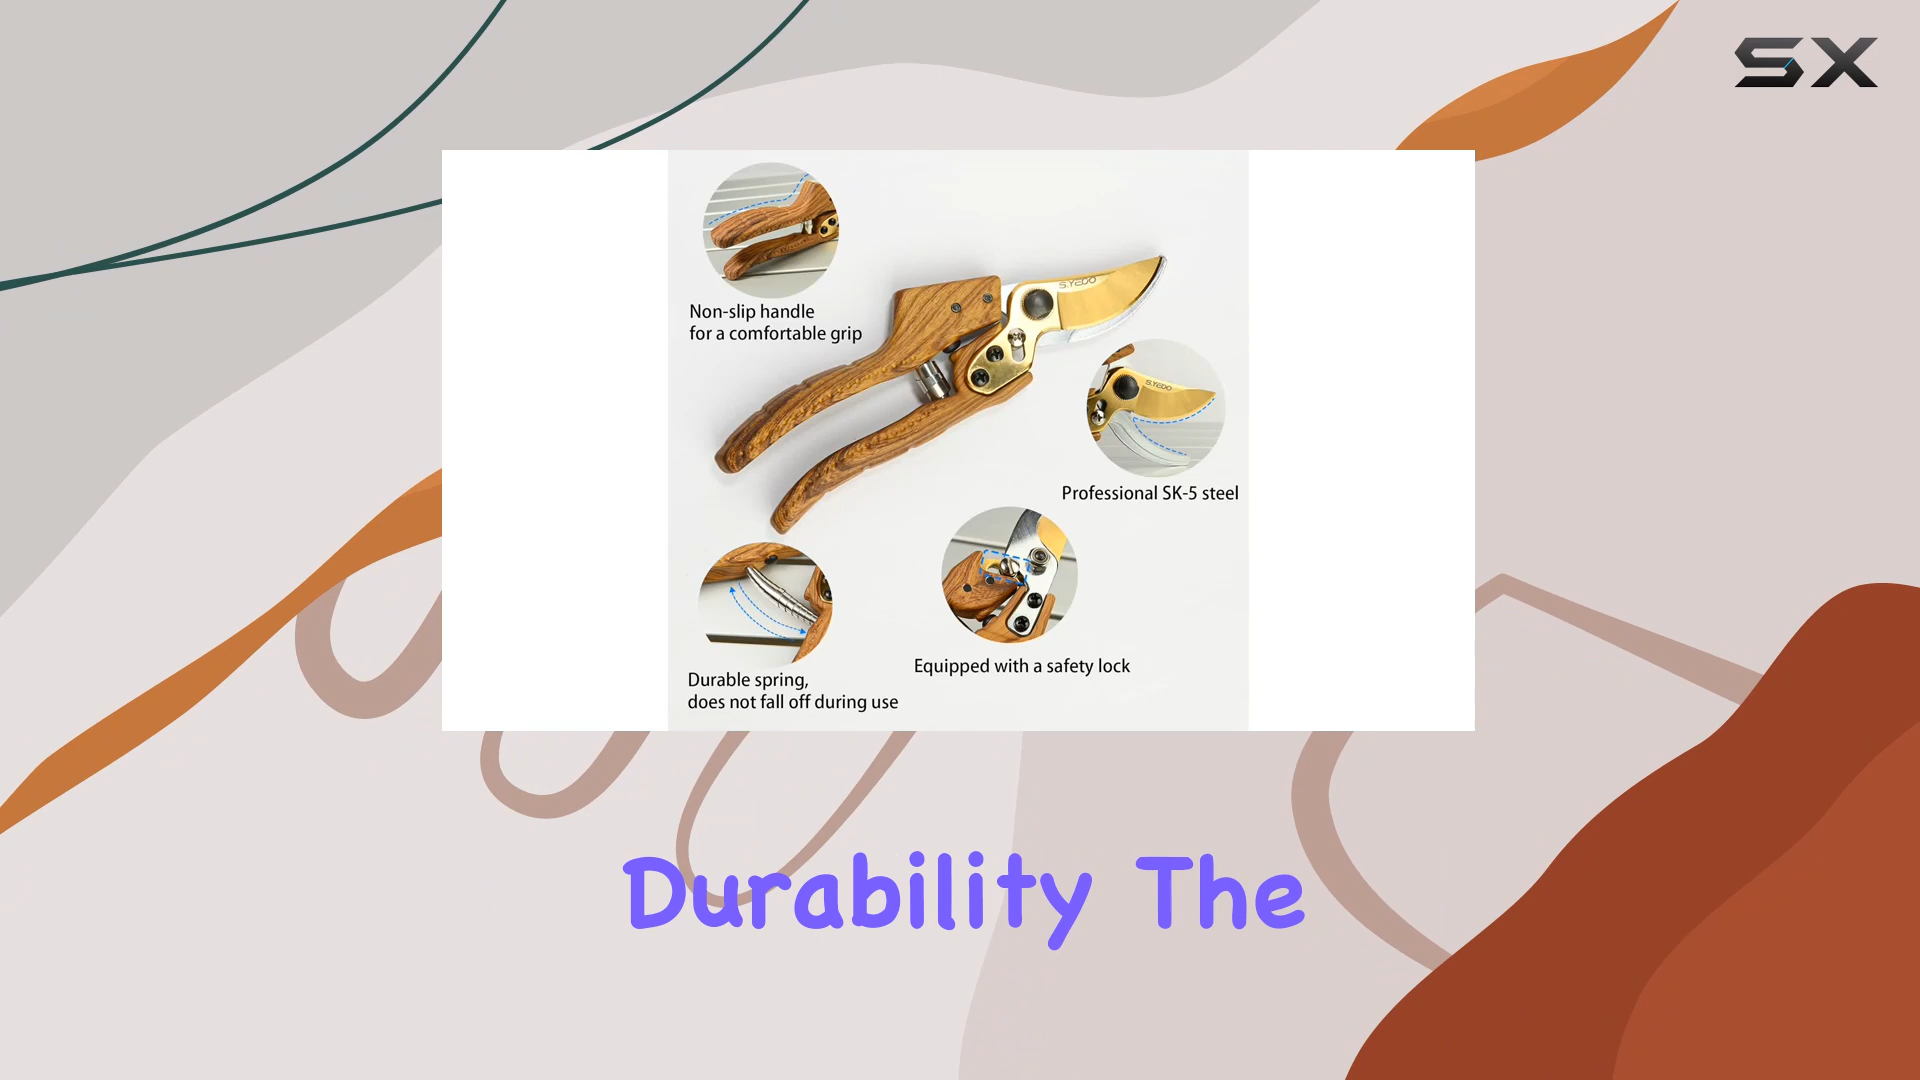 SX
Non-slip handle
for a comfortable grip
S.YEDO
S.YEDO
Professional SK-5 steel
Equipped with a safety lock
Durable spring,
does not fall off during use
Durability The